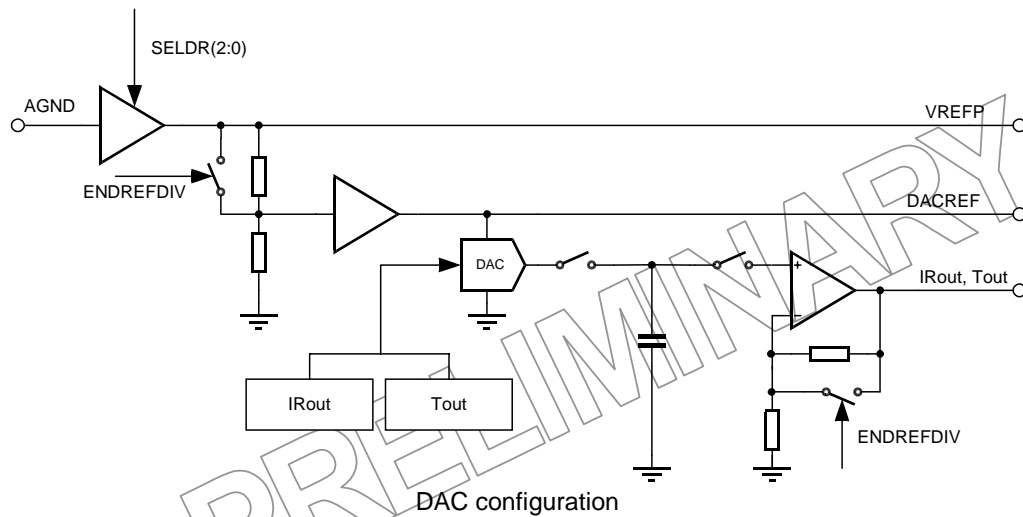 SELDR(2:0)
AGND
VREFP
ENDREFDIV
DACREF
DAC
IRout, Tout
+
−
IRout
Tout
ENDREFDIV
PRELIMINARY
DAC configuration